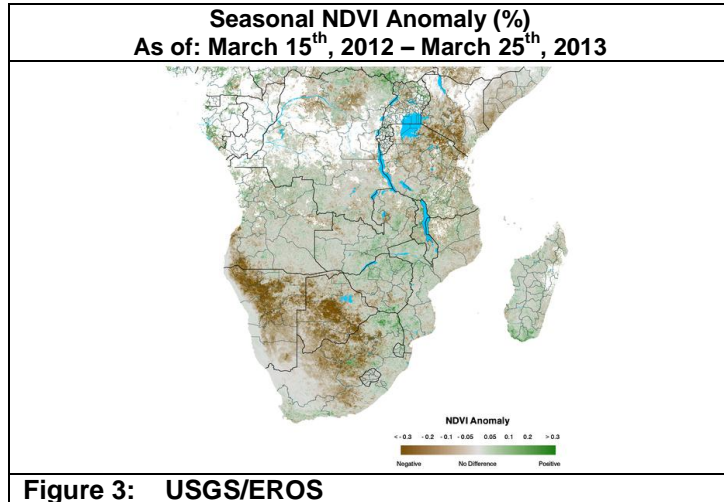 Seasonal NDVI Anomaly (%)
As of: March 15th, 2012 – March 25th, 2013
NDVI Anomaly
< - 0.3 - 0.2 - 0.1 - 0.05 0.05 0.1 0.2 > 0.3
Negative No Difference Positive
Figure 3: USGS/EROS